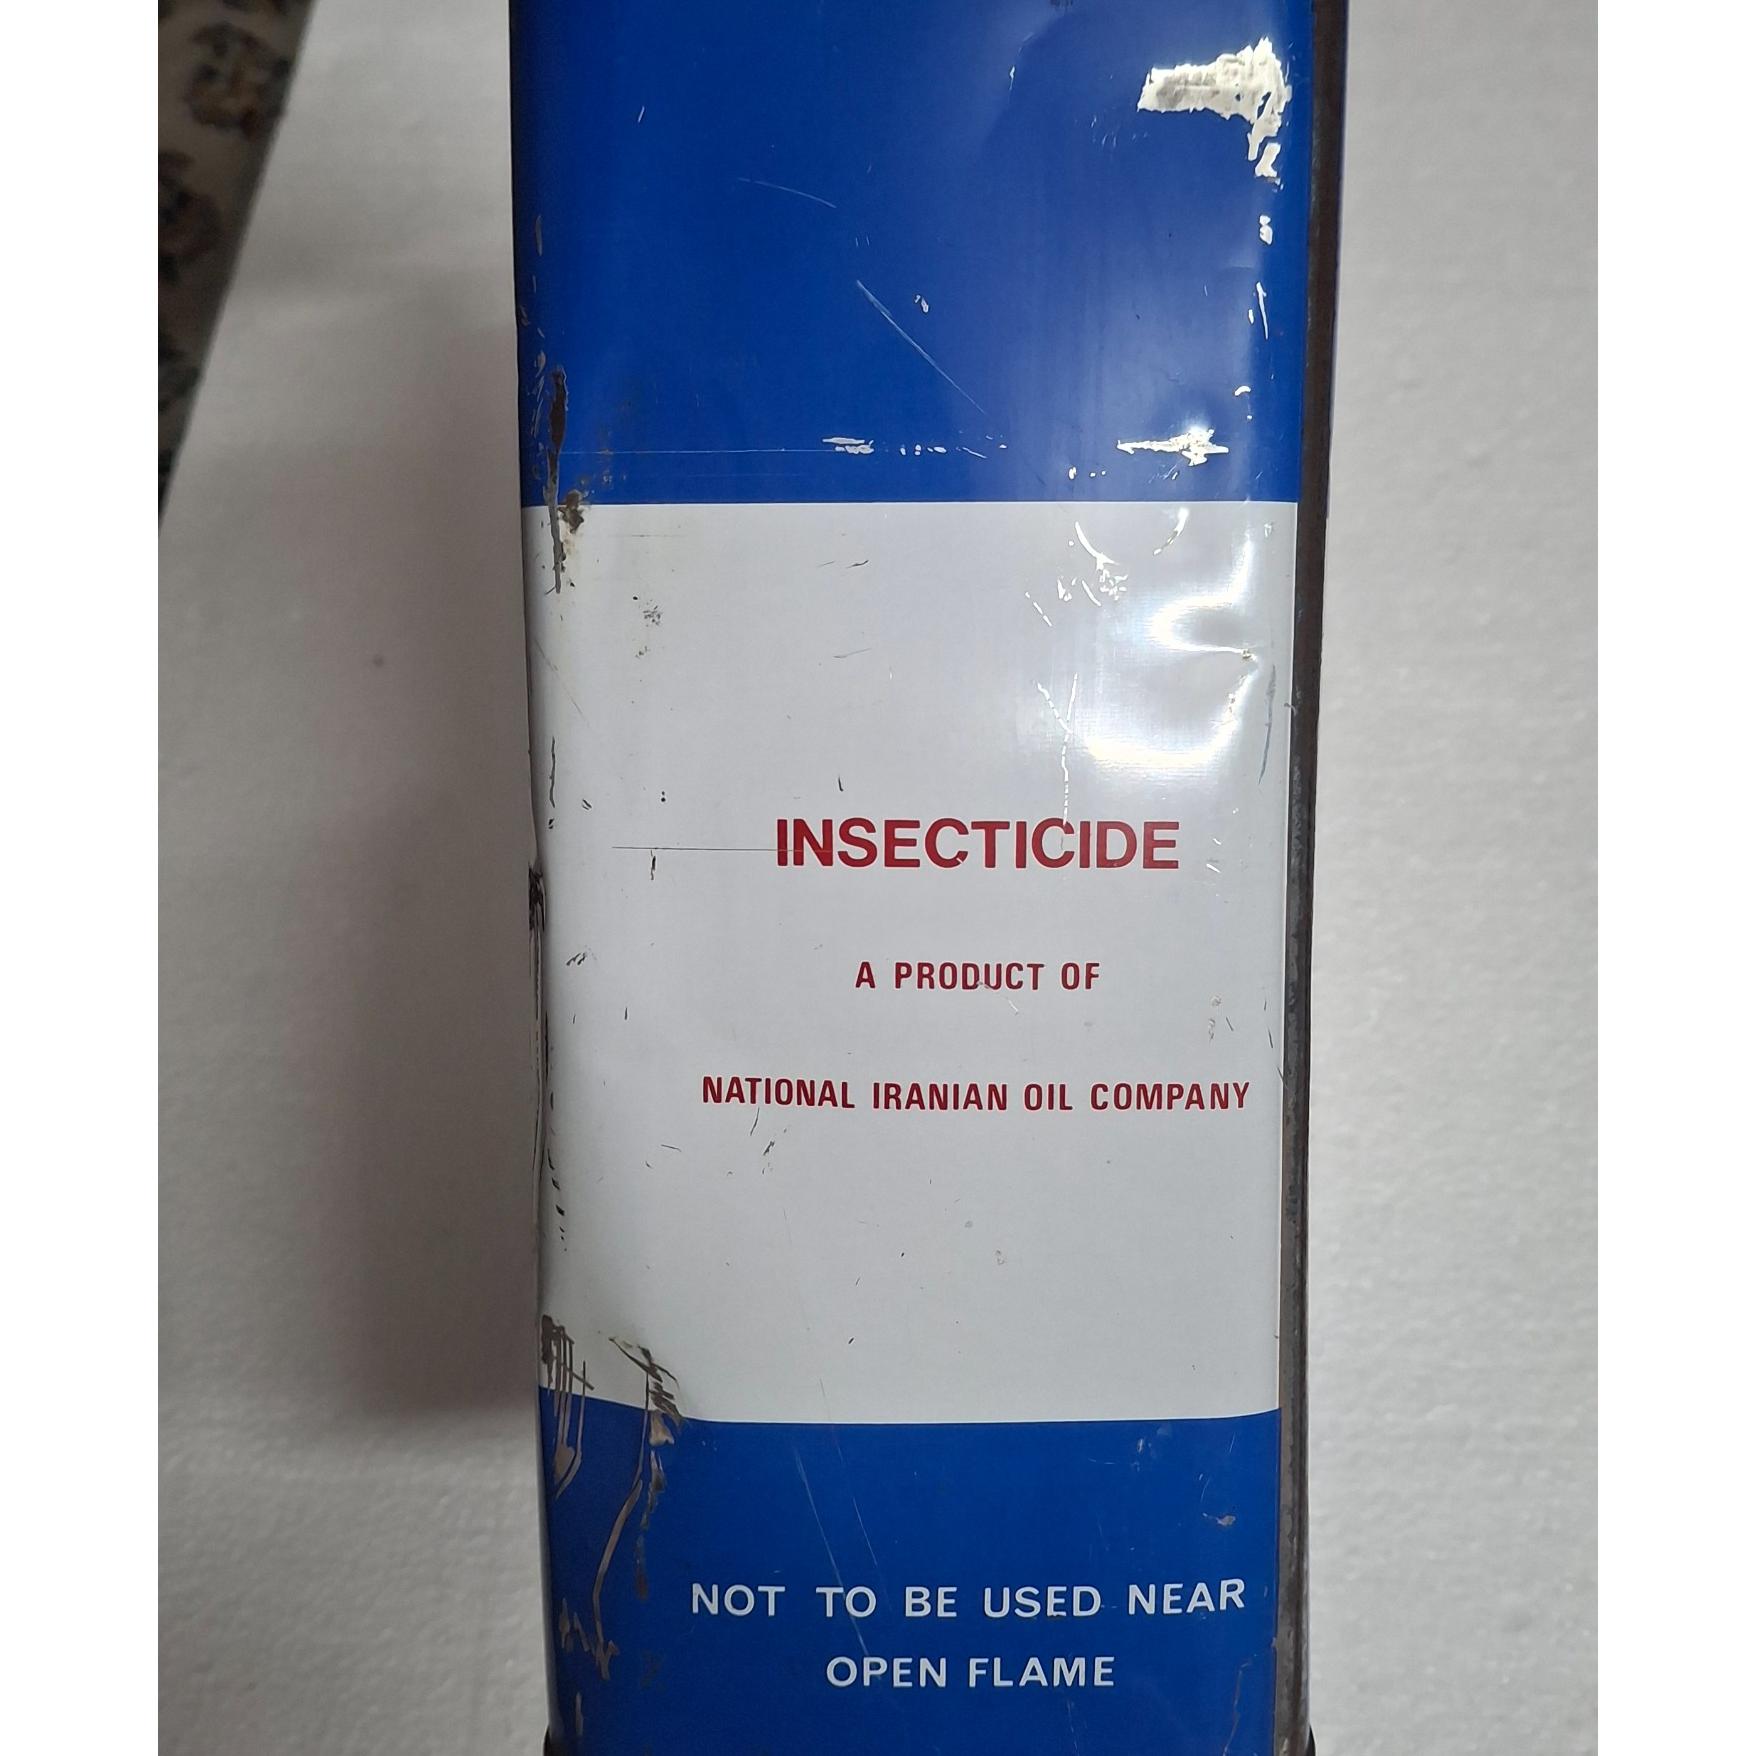 INSECTICIDE
A PRODUCT OF
NATIONAL IRANIAN OIL COMPANY
NOT TO BE USED NEAR
OPEN FLAME